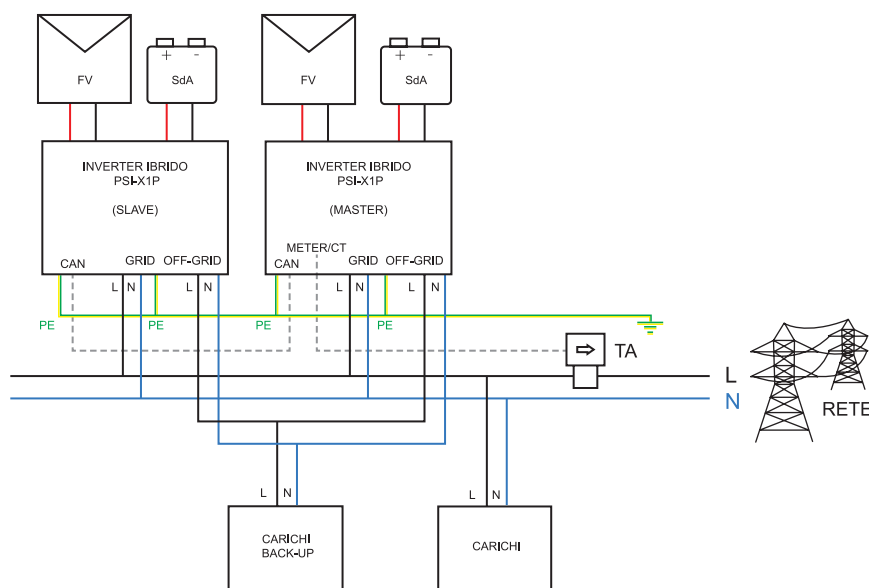 FV
+ -
SdA
FV
+ -
SdA
INVERTER IBRIDO
PSI-X1P
(SLAVE)
INVERTER IBRIDO
PSI-X1P
(MASTER)
CAN
GRID
OFF-GRID
METER/CT
CAN
GRID
OFF-GRID
L N
L N
L N
L N
PE
PE
PE
PE
TA
L
N
RETE
L N
L N
CARICHI
BACK-UP
CARICHI